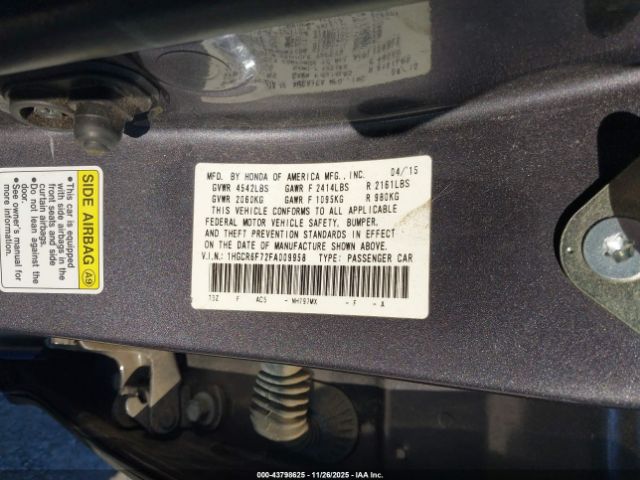 MFD. BY HONDA OF AMERICA MFG., INC. 04/'15
GVWR 4542LBS GAWR F 2414LBS R 2161LBS
GVWR 2060KG GAWR F 1095KG R 980KG
THIS VEHICLE CONFORMS TO ALL APPLICABLE
FEDERAL MOTOR VEHICLE SAFETY, BUMPER,
AND THEFT PREVENTION STANDARDS IN EFFECT
ON THE DATE OF MANUFACTURE SHOWN ABOVE.
V.I.N.: 1HGCR6F72FA009958 TYPE: PASSENGER CAR
T3Z F AC5 - NH797MX - F - A
SIDE AIRBAG A9
•This car is equipped
with side airbags in the
front seats and side
curtain airbags.
•Do not lean against the
door.
•See owner's manual for
more information.
000-43798625 - 11/26/2025 - IAA Inc.